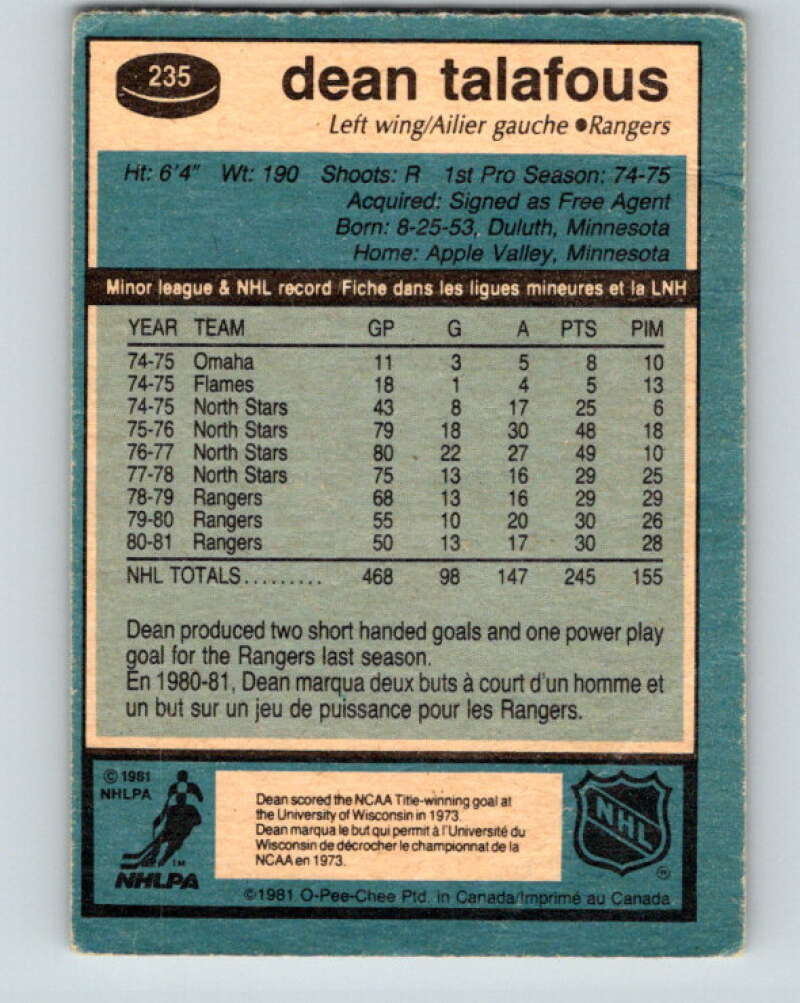 235
dean talafous
Left wing/Ailier gauche ●Rangers
Ht: 6'4" Wt: 190 Shoots: R 1st Pro Season: 74-75
Acquired: Signed as Free Agent
Born: 8-25-53, Duluth, Minnesota
Home: Apple Valley, Minnesota
Minor league & NHL record/Fiche dans les ligues mineures et la LNH
YEAR TEAM GP G A PTS PIM
74-75 Omaha 11 3 5 8 10
74-75 Flames 18 1 4 5 13
74-75 North Stars 43 8 17 25 6
75-76 North Stars 79 18 30 48 18
76-77 North Stars 80 22 27 49 10
77-78 North Stars 75 13 16 29 25
78-79 Rangers 68 13 16 29 29
79-80 Rangers 55 10 20 30 26
80-81 Rangers 50 13 17 30 28
NHL TOTALS......... 468 98 147 245 155
Dean produced two short handed goals and one power play
goal for the Rangers last season.
En 1980-81, Dean marqua deux buts à court d'un homme et
un but sur un jeu de puissance pour les Rangers.
© 1981
NHLPA
TM
NHLPA
Dean scored the NCAA Title-winning goal at
the University of Wisconsin in 1973.
Dean marqua le but qui permit à l'Université du
Wisconsin de décrocher le championnat de la
NCAA en 1973.
NHL
®
©1981 O-Pee-Chee Ptd. in Canada/Imprimé au Canada